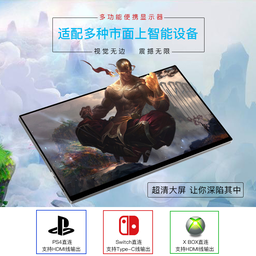 多功能便携显示器
适配多种市面上智能设备
视觉无边 震撼无限
超清大屏 让你深陷其中
PS4直连
支持HDMI线输出
Switch直连
支持Type-C线输出
X BOX直连
支持HDMI线输出